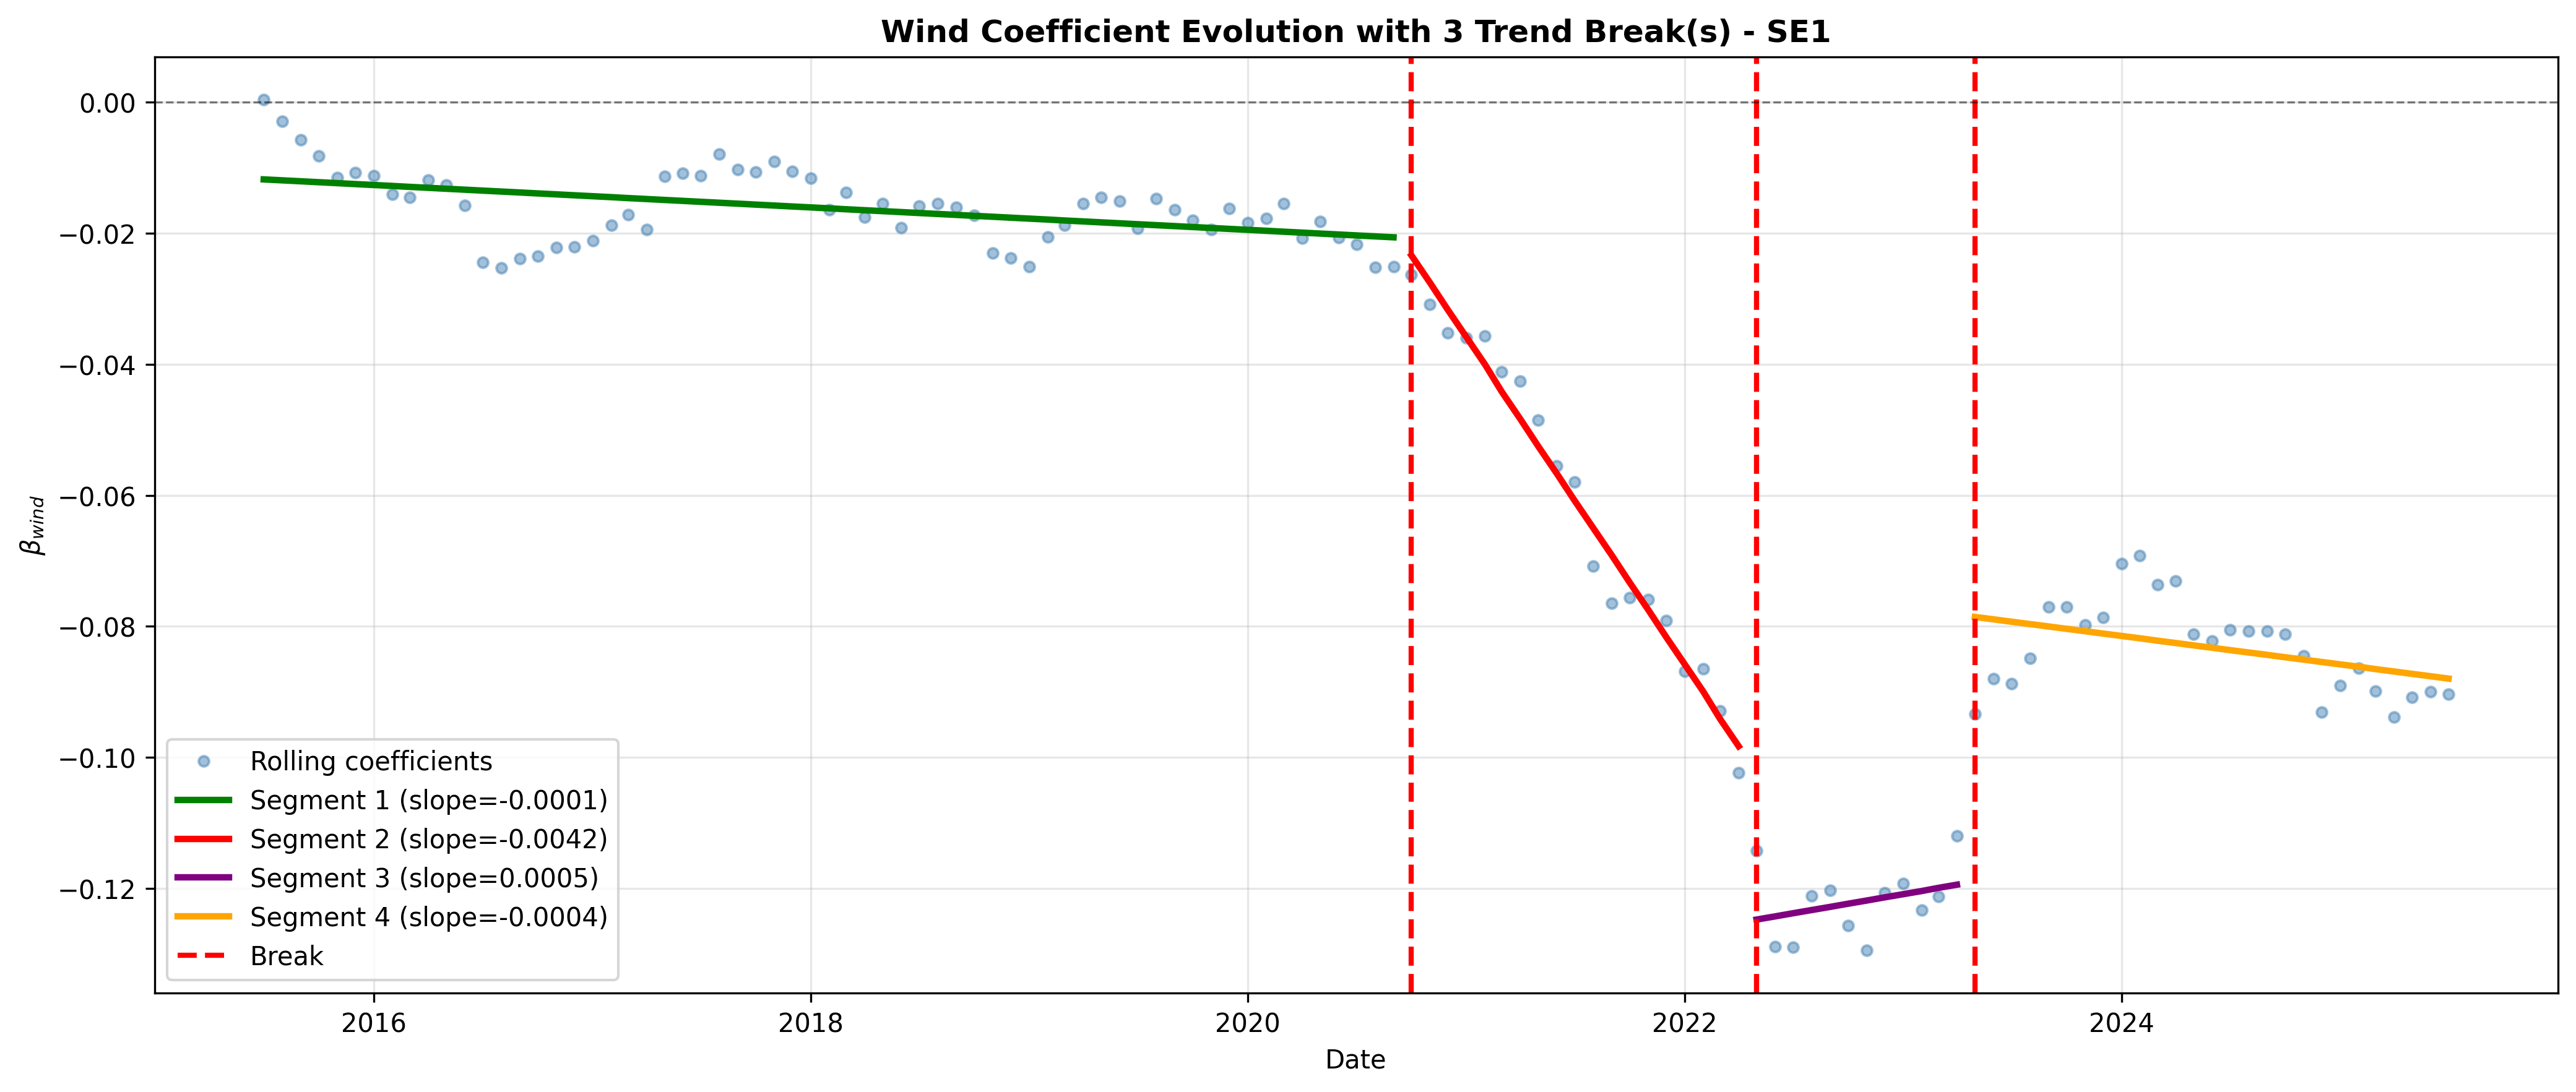 Wind Coefficient Evolution with 3 Trend Break(s) - SE1
0.00
−0.02
−0.04
−0.06
−0.08
−0.10
−0.12
β_wind
Rolling coefficients
Segment 1 (slope=-0.0001)
Segment 2 (slope=-0.0042)
Segment 3 (slope=0.0005)
Segment 4 (slope=-0.0004)
Break
2016 2018 2020 2022 2024
Date